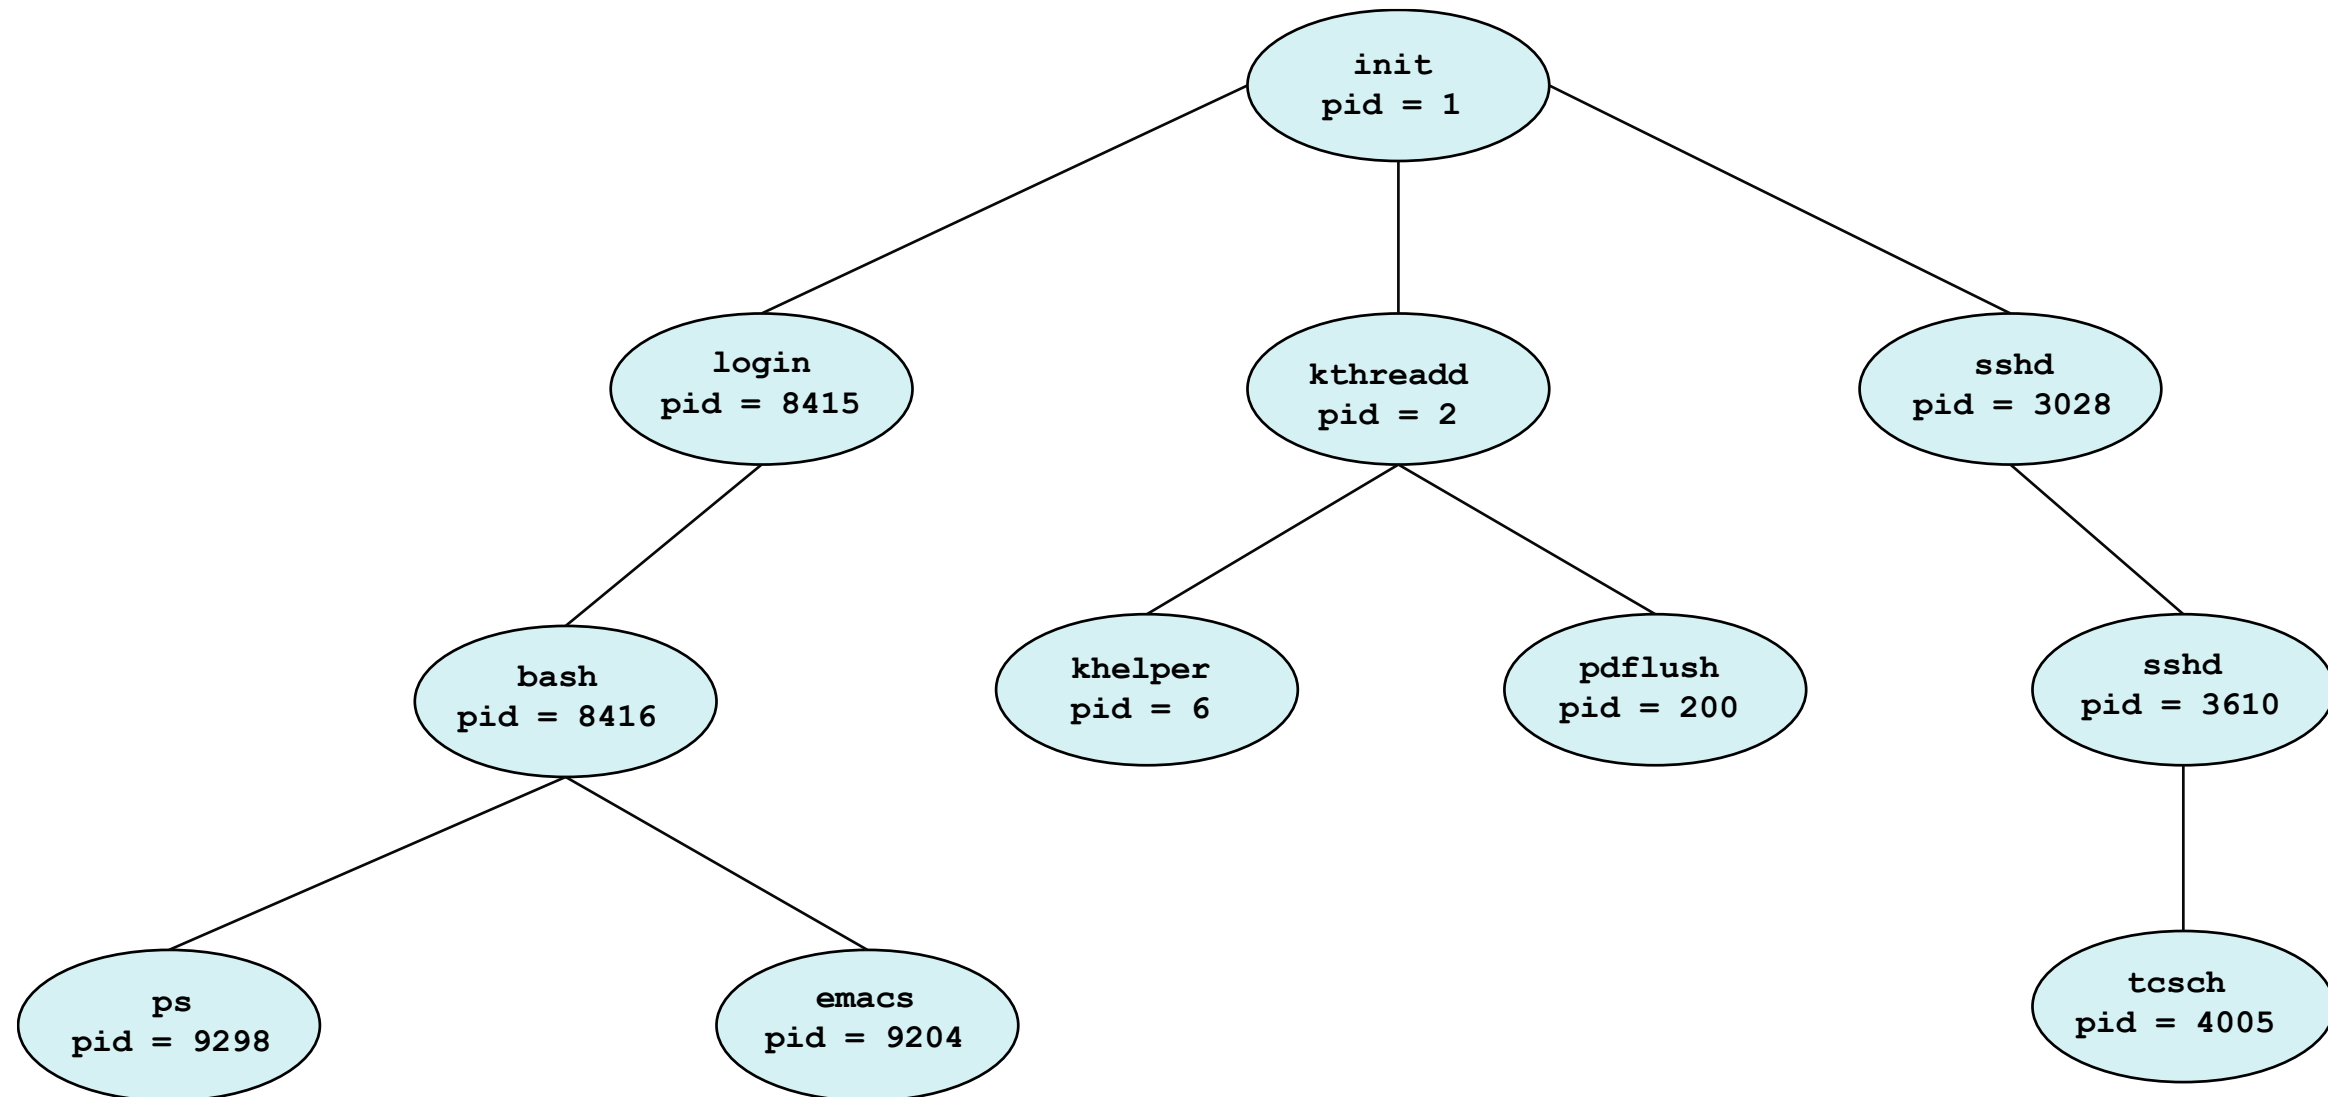 init
pid = 1
login
pid = 8415
kthreadd
pid = 2
sshd
pid = 3028
bash
pid = 8416
khelper
pid = 6
pdflush
pid = 200
sshd
pid = 3610
ps
pid = 9298
emacs
pid = 9204
tcsch
pid = 4005